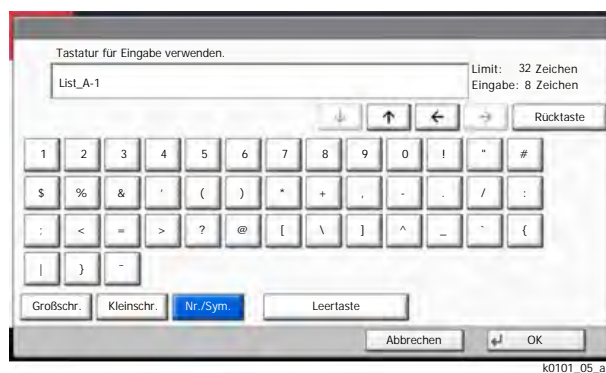 Tastatur für Eingabe verwenden.
List_A-1
Limit: 32 Zeichen
Eingabe: 8 Zeichen
↓ ↑ ← → Rücktaste
1 2 3 4 5 6 7 8 9 0 ! " #
$ % & ' ( ) * + , - . / :
: < = > ? @ [ \ ] ^ _ ` {
| } ~
Großschr. Kleinschr. Nr./Sym. Leertaste
Abbrechen ↵ OK
k0101_05_a